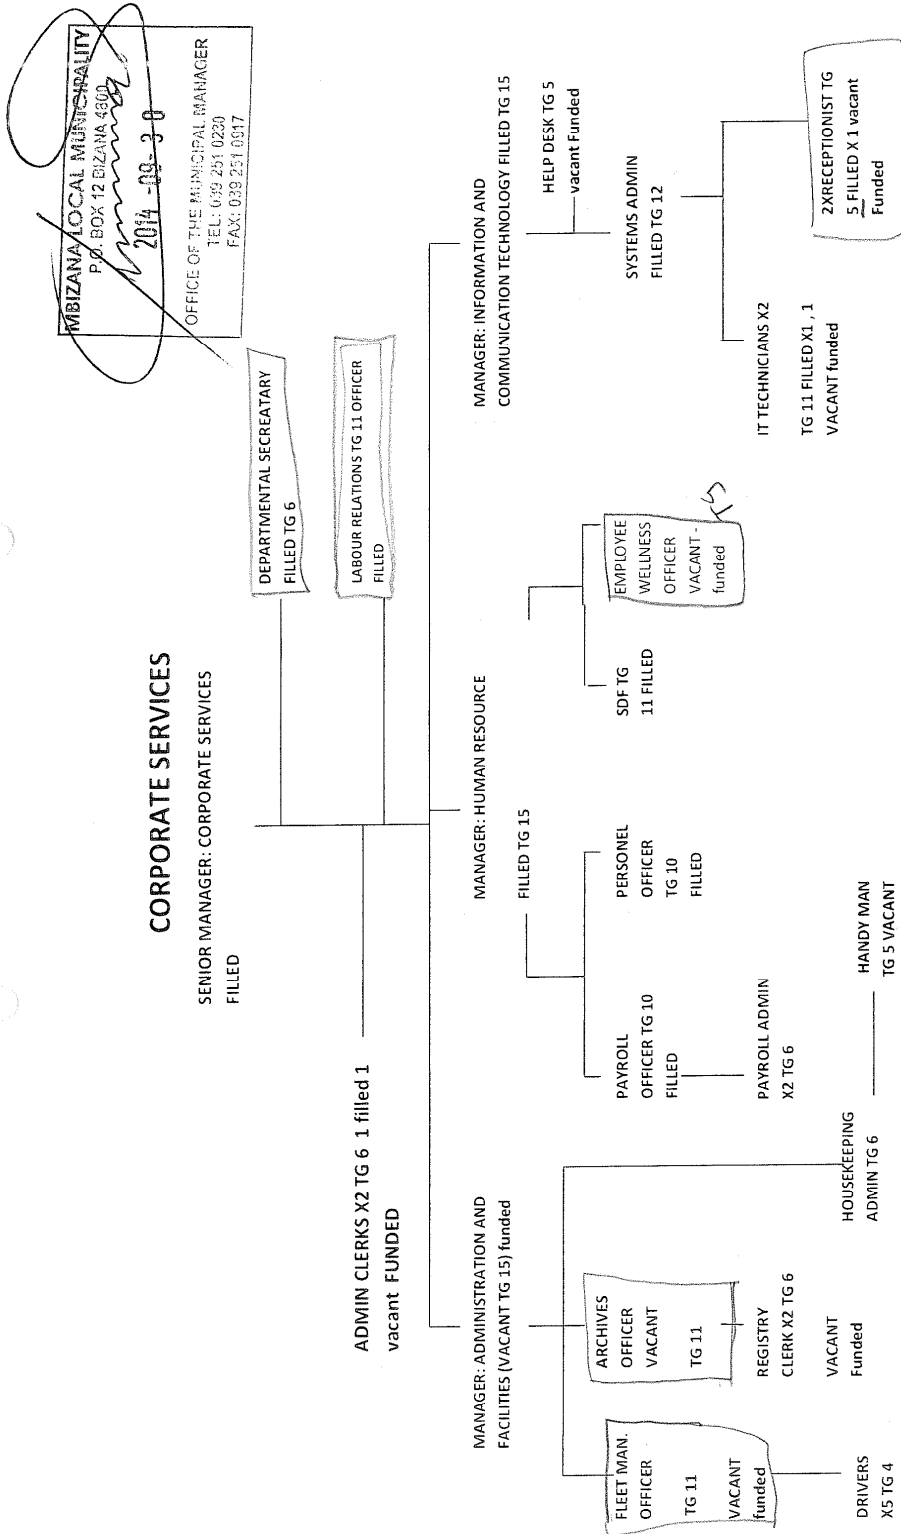 MBIZANA LOCAL MUNICIPALITY
P.O. BOX 12 BIZANA 4800
2014 -09- 3 0
OFFICE OF THE MUNICIPAL MANAGER
TEL: 039 251 0230
FAX: 039 251 0917
CORPORATE SERVICES
SENIOR MANAGER: CORPORATE SERVICES
FILLED
DEPARTMENTAL SECREATARY
FILLED TG 6
LABOUR RELATIONS TG 11 OFFICER
FILLED
ADMIN CLERKS X2 TG 6 1 filled 1
vacant FUNDED
MANAGER: ADMINISTRATION AND
FACILITIES (VACANT TG 15) funded
FLEET MAN.
OFFICER
TG 11
VACANT
funded
DRIVERS
X5 TG 4
ARCHIVES
OFFICER
VACANT
TG 11
REGISTRY
CLERK X2 TG 6
VACANT
Funded
HOUSEKEEPING
ADMIN TG 6
HANDY MAN
TG 5 VACANT
MANAGER: HUMAN RESOURCE
FILLED TG 15
PAYROLL
OFFICER TG 10
FILLED
PAYROLL ADMIN
X2 TG 6
PERSONEL
OFFICER
TG 10
FILLED
SDF TG
11 FILLED
EMPLOYEE
WELLNESS
OFFICER
VACANT -
funded
MANAGER: INFORMATION AND
COMMUNICATION TECHNOLOGY FILLED TG 15
HELP DESK TG 5
vacant Funded
SYSTEMS ADMIN
FILLED TG 12
IT TECHNICIANS X2
TG 11 FILLED X1 , 1
VACANT funded
2XRECEPTIONIST TG
5 FILLED X 1 vacant
Funded